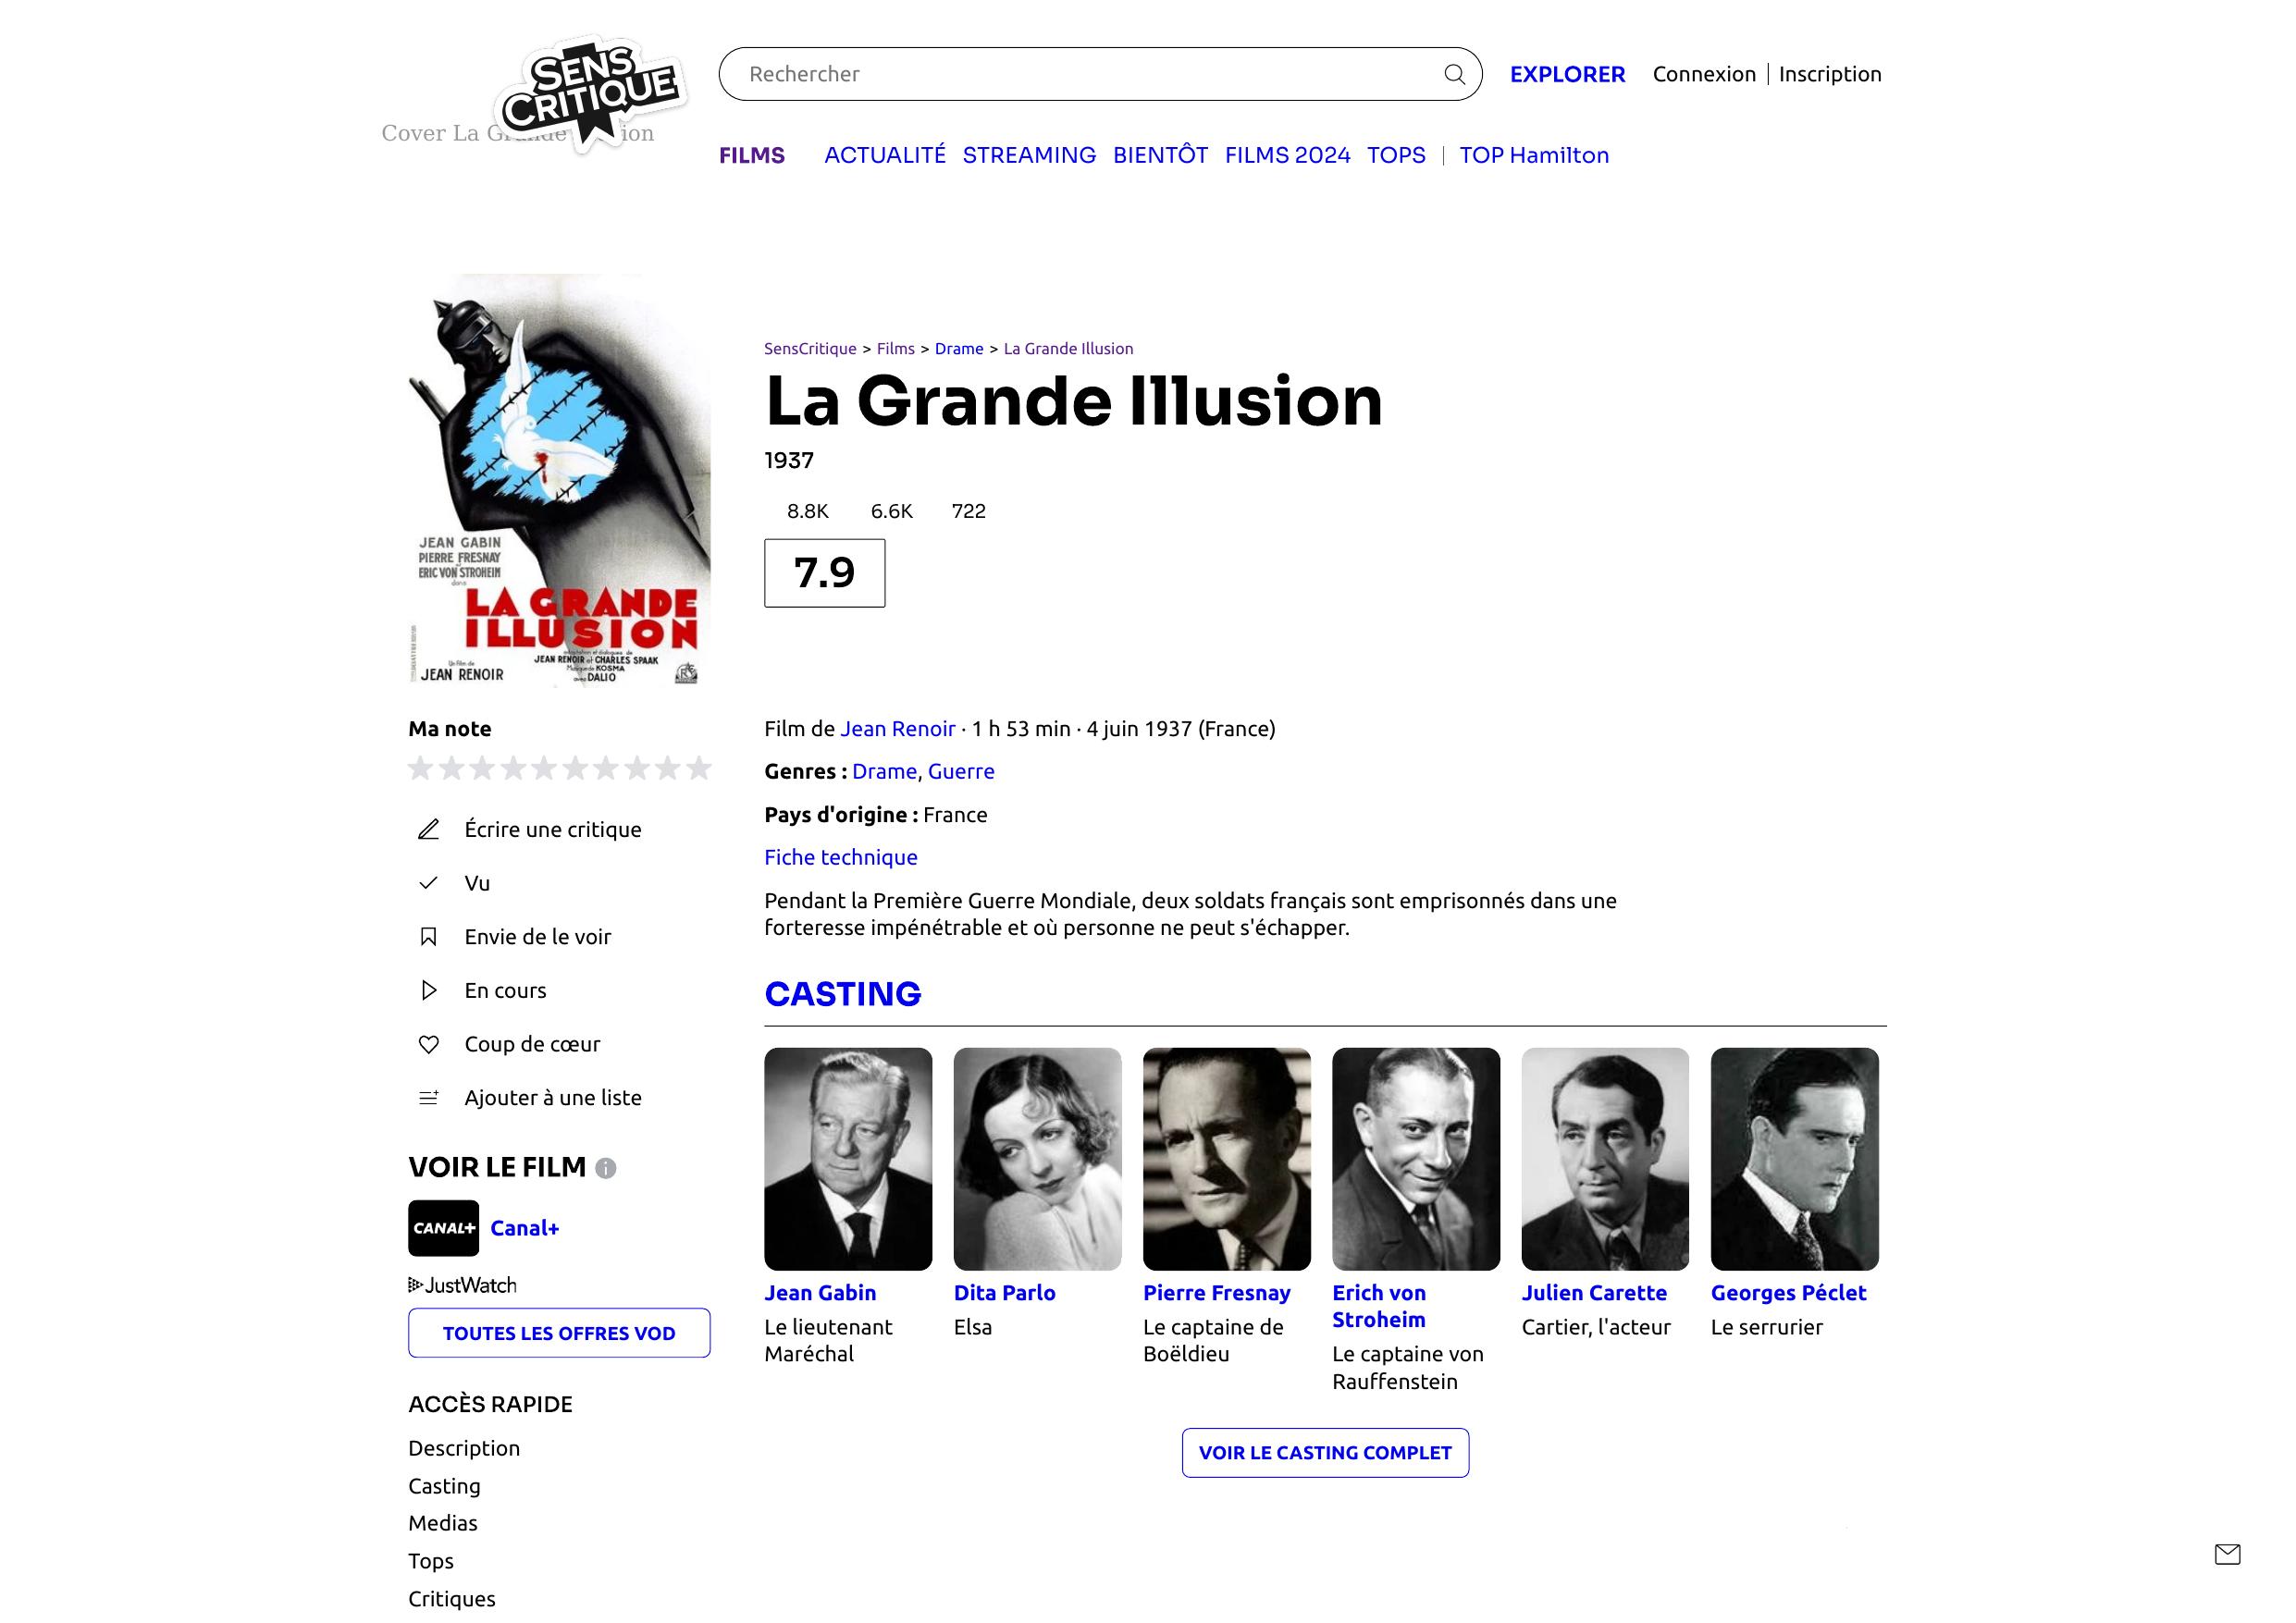 SENS CRITIQUE
Cover La Grande Illusion
Rechercher
EXPLORER
Connexion | Inscription
FILMS
ACTUALITÉ STREAMING BIENTÔT FILMS 2024 TOPS | TOP Hamilton
JEAN GABIN
PIERRE FRESNAY
ERIC VON STROHEIM
dans
LA GRANDE
ILLUSION
Un film de
JEAN RENOIR
adaptation et dialogues de
JEAN RENOIR et CHARLES SPAAK
Musique de KOSMA
avec DALIO
SensCritique > Films > Drame > La Grande Illusion
La Grande Illusion
1937
8.8K 6.6K 722
7.9
Ma note
Écrire une critique
Vu
Envie de le voir
En cours
Coup de cœur
Ajouter à une liste
VOIR LE FILM
CANAL+ Canal+
JustWatch
TOUTES LES OFFRES VOD
ACCÈS RAPIDE
Description
Casting
Medias
Tops
Critiques
Film de Jean Renoir · 1 h 53 min · 4 juin 1937 (France)
Genres : Drame, Guerre
Pays d'origine : France
Fiche technique
Pendant la Première Guerre Mondiale, deux soldats français sont emprisonnés dans une
forteresse impénétrable et où personne ne peut s'échapper.
CASTING
Jean Gabin
Le lieutenant
Maréchal
Dita Parlo
Elsa
Pierre Fresnay
Le captaine de
Boëldieu
Erich von
Stroheim
Le captaine von
Rauffenstein
Julien Carette
Cartier, l'acteur
Georges Péclet
Le serrurier
VOIR LE CASTING COMPLET